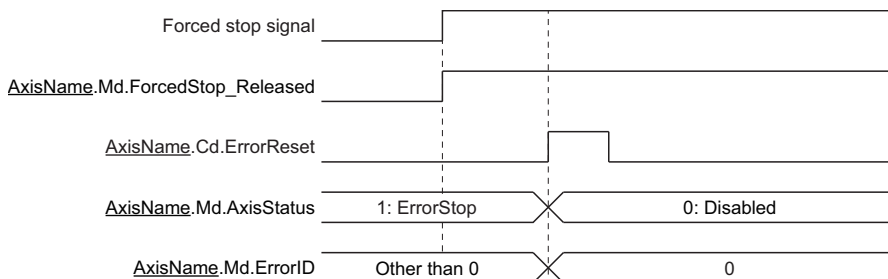 Forced stop signal
AxisName.Md.ForcedStop_Released
AxisName.Cd.ErrorReset
AxisName.Md.AxisStatus 1: ErrorStop 0: Disabled
AxisName.Md.ErrorID Other than 0 0